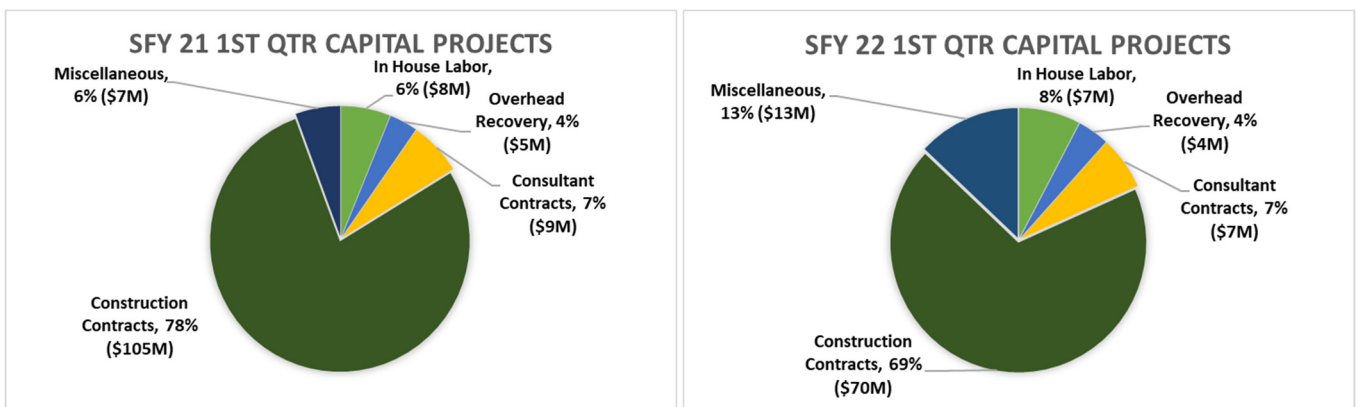 SFY 21 1ST QTR CAPITAL PROJECTS
Miscellaneous,
6% ($7M)
In House Labor,
6% ($8M)
Overhead
Recovery, 4%
($5M)
Consultant
Contracts, 7%
($9M)
Construction
Contracts, 78%
($105M)
SFY 22 1ST QTR CAPITAL PROJECTS
Miscellaneous,
13% ($13M)
In House Labor,
8% ($7M)
Overhead
Recovery, 4%
($4M)
Consultant
Contracts, 7%
($7M)
Construction
Contracts, 69%
($70M)